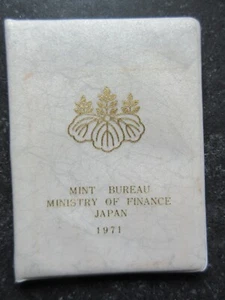 MINT BUREAU
MINISTRY OF FINANCE
JAPAN
1971